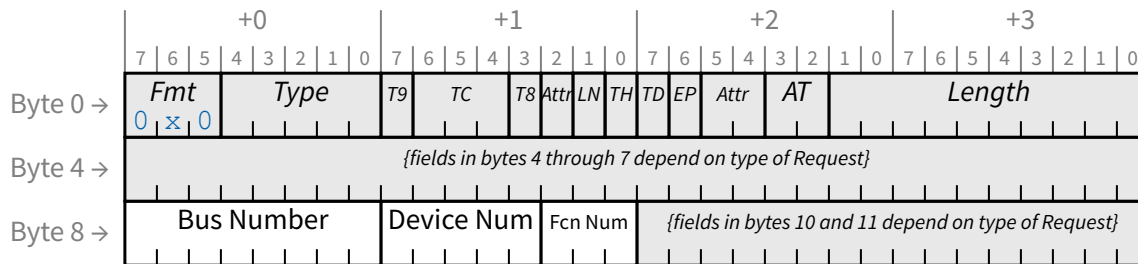 +0 +1 +2 +3
7 6 5 4 3 2 1 0 7 6 5 4 3 2 1 0 7 6 5 4 3 2 1 0 7 6 5 4 3 2 1 0
Byte 0 → Fmt Type T9 TC T8 Attr LN TH TD EP Attr AT Length
0 x 0
Byte 4 → {fields in bytes 4 through 7 depend on type of Request}
Byte 8 → Bus Number Device Num Fcn Num {fields in bytes 10 and 11 depend on type of Request}